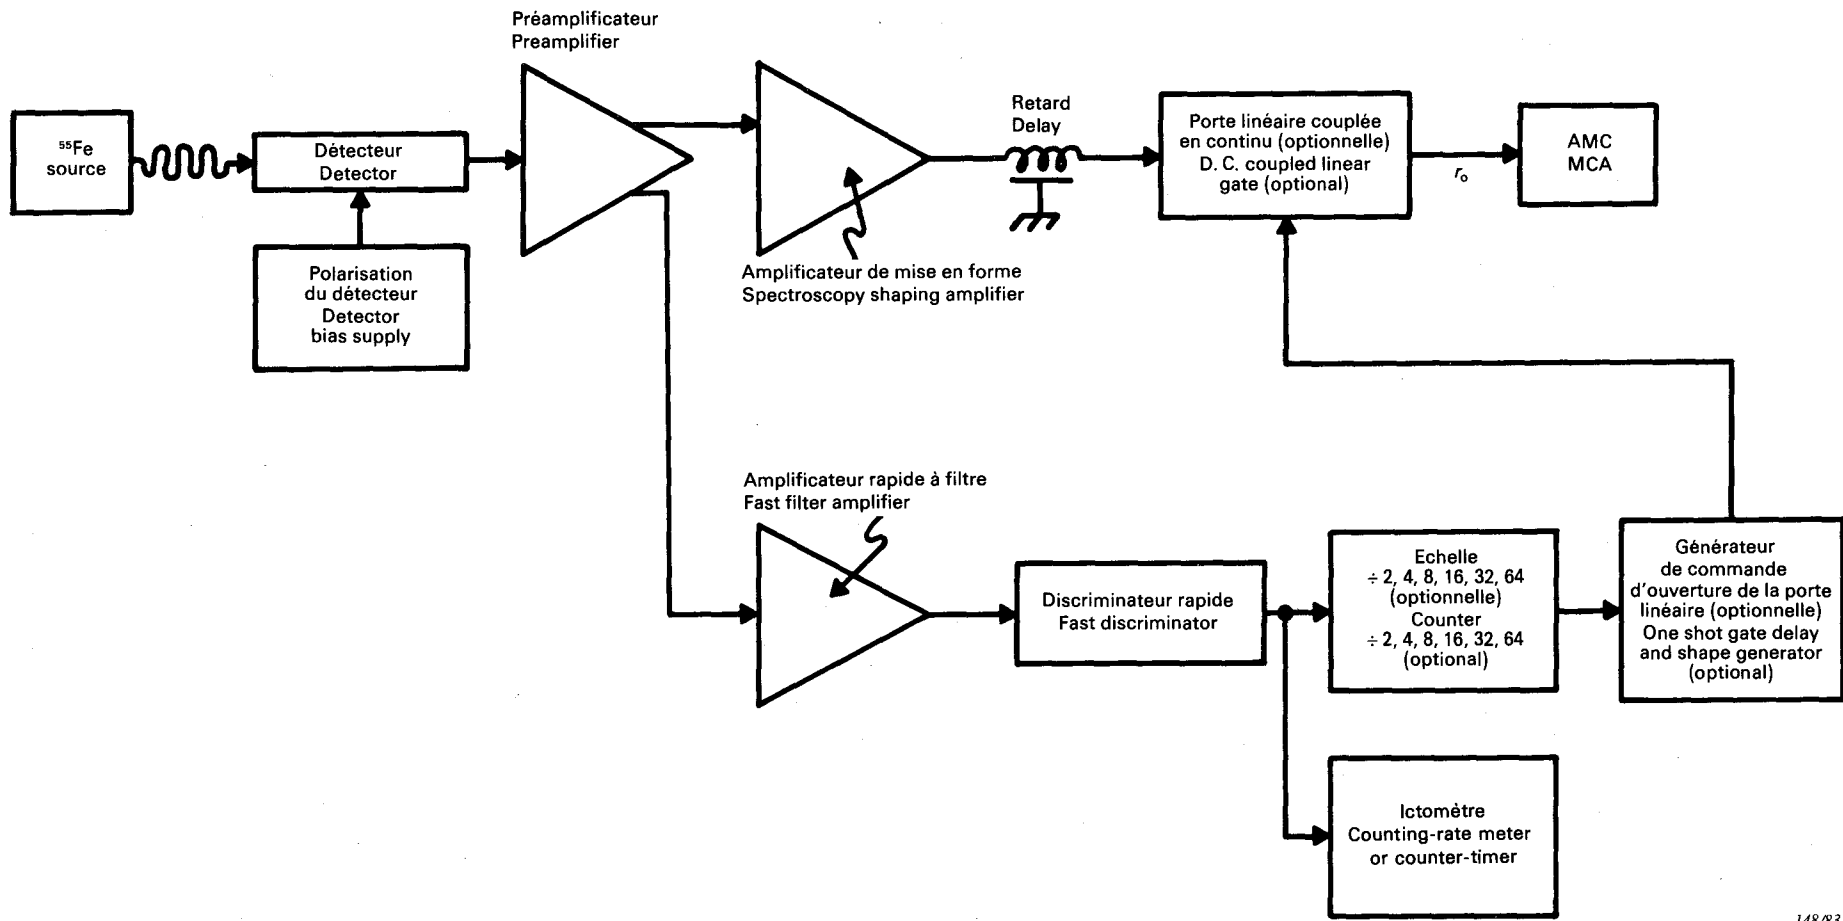 Préamplificateur
Preamplifier
⁵⁵Fe
source
Détecteur
Detector
Polarisation
du détecteur
Detector
bias supply
Amplificateur de mise en forme
Spectroscopy shaping amplifier
Retard
Delay
Porte linéaire couplée
en continu (optionnelle)
D. C. coupled linear
gate (optional)
r₀
AMC
MCA
Amplificateur rapide à filtre
Fast filter amplifier
Discriminateur rapide
Fast discriminator
Echelle
÷ 2, 4, 8, 16, 32, 64
(optionnelle)
Counter
÷ 2, 4, 8, 16, 32, 64
(optional)
Générateur
de commande
d'ouverture de la porte
linéaire (optionnelle)
One shot gate delay
and shape generator
(optional)
Ictomètre
Counting-rate meter
or counter-timer
148/83